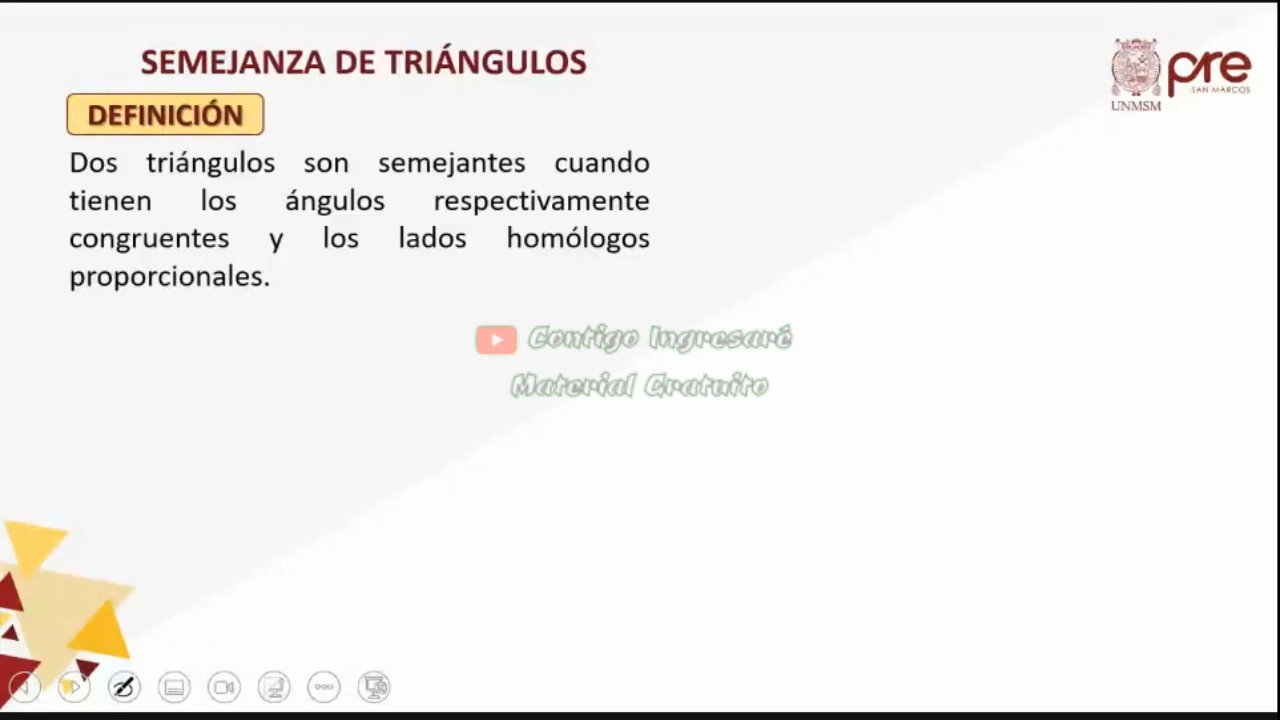 SEMEJANZA DE TRIÁNGULOS
DEFINICIÓN
Dos triángulos son semejantes cuando
tienen los ángulos respectivamente
congruentes y los lados homólogos
proporcionales.
UNMSM
pre
SAN MARCOS
Contigo Ingresaré
Material Gratuito